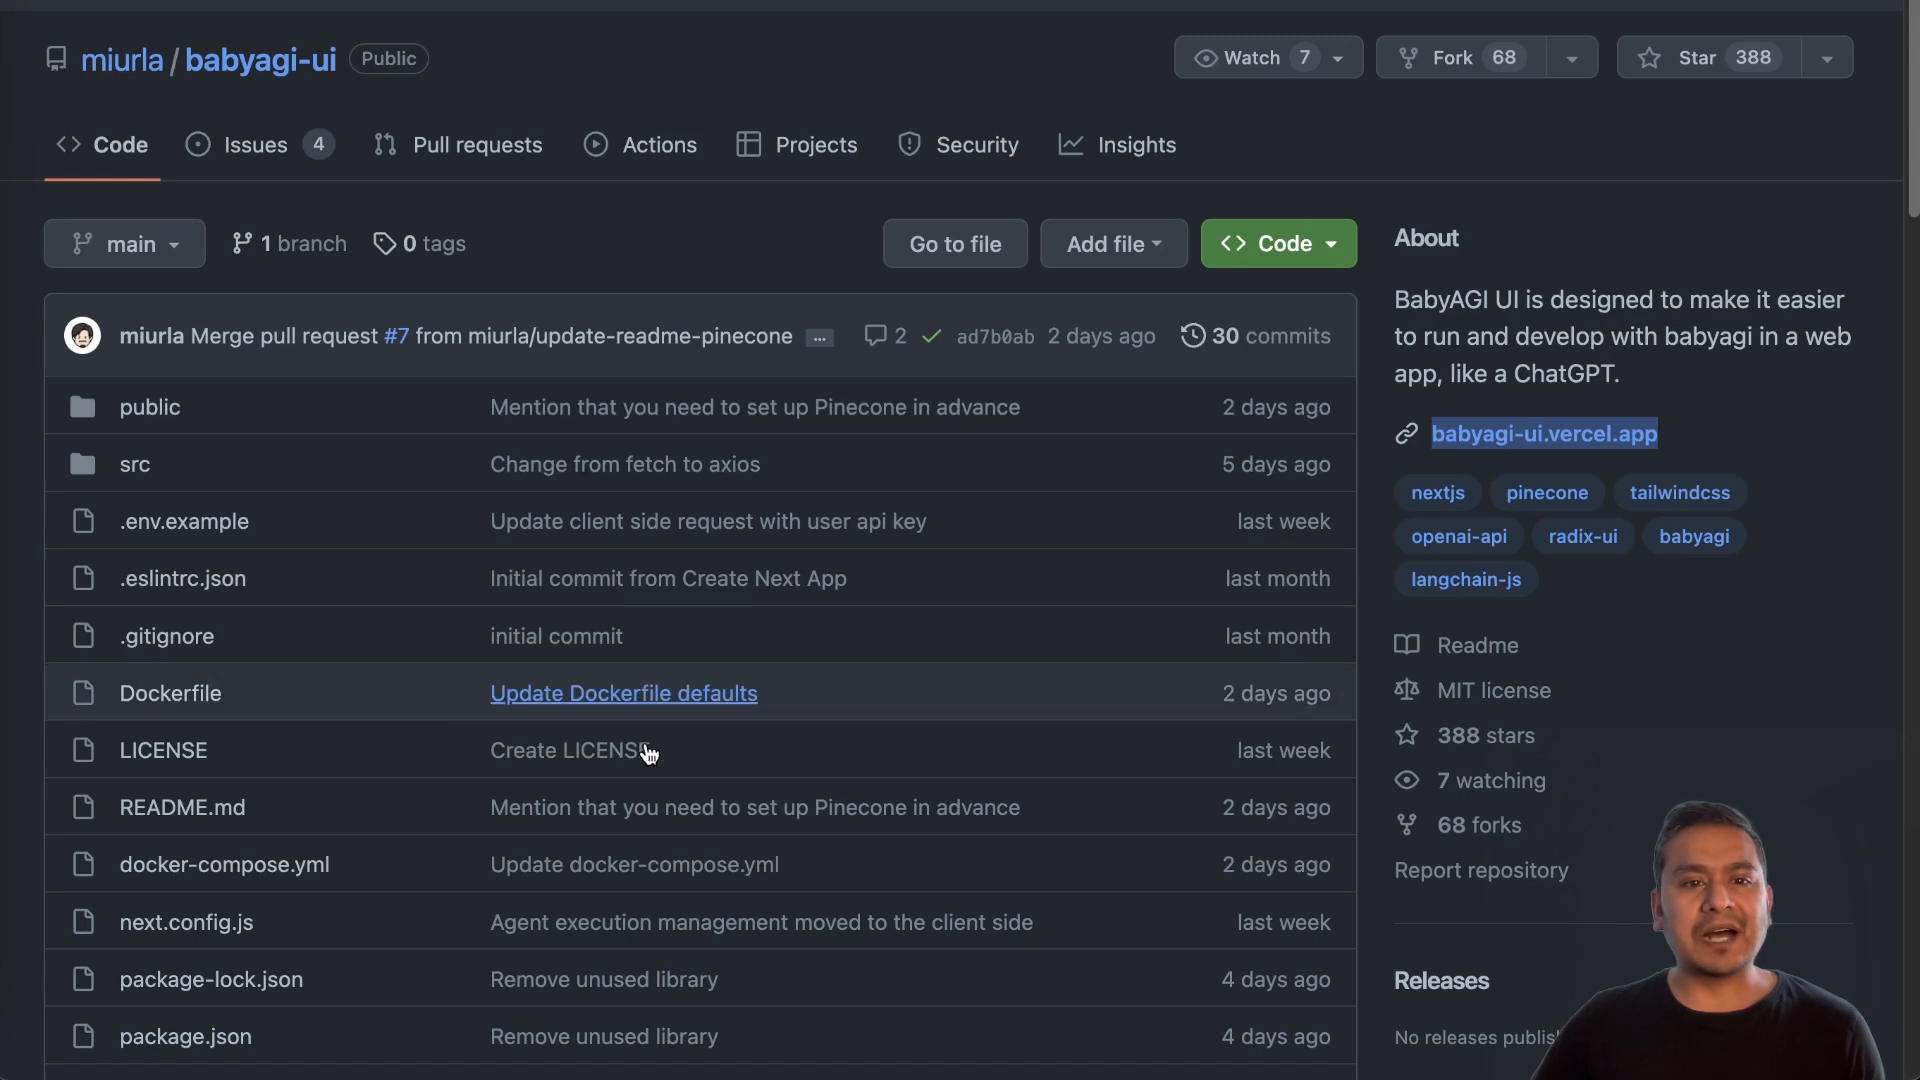 miurla / babyagi-ui Public
Watch 7
Fork 68
Star 388
Code
Issues 4
Pull requests
Actions
Projects
Security
Insights
main
1 branch
0 tags
Go to file
Add file
Code
miurla Merge pull request #7 from miurla/update-readme-pinecone ... 2 ad7b0ab 2 days ago 30 commits
public Mention that you need to set up Pinecone in advance 2 days ago
src Change from fetch to axios 5 days ago
.env.example Update client side request with user api key last week
.eslintrc.json Initial commit from Create Next App last month
.gitignore initial commit last month
Dockerfile Update Dockerfile defaults 2 days ago
LICENSE Create LICENSE last week
README.md Mention that you need to set up Pinecone in advance 2 days ago
docker-compose.yml Update docker-compose.yml 2 days ago
next.config.js Agent execution management moved to the client side last week
package-lock.json Remove unused library 4 days ago
package.json Remove unused library 4 days ago
About
BabyAGI UI is designed to make it easier
to run and develop with babyagi in a web
app, like a ChatGPT.
babyagi-ui.vercel.app
nextjs pinecone tailwindcss
openai-api radix-ui babyagi
langchain-js
Readme
MIT license
388 stars
7 watching
68 forks
Report repository
Releases
No releases publis